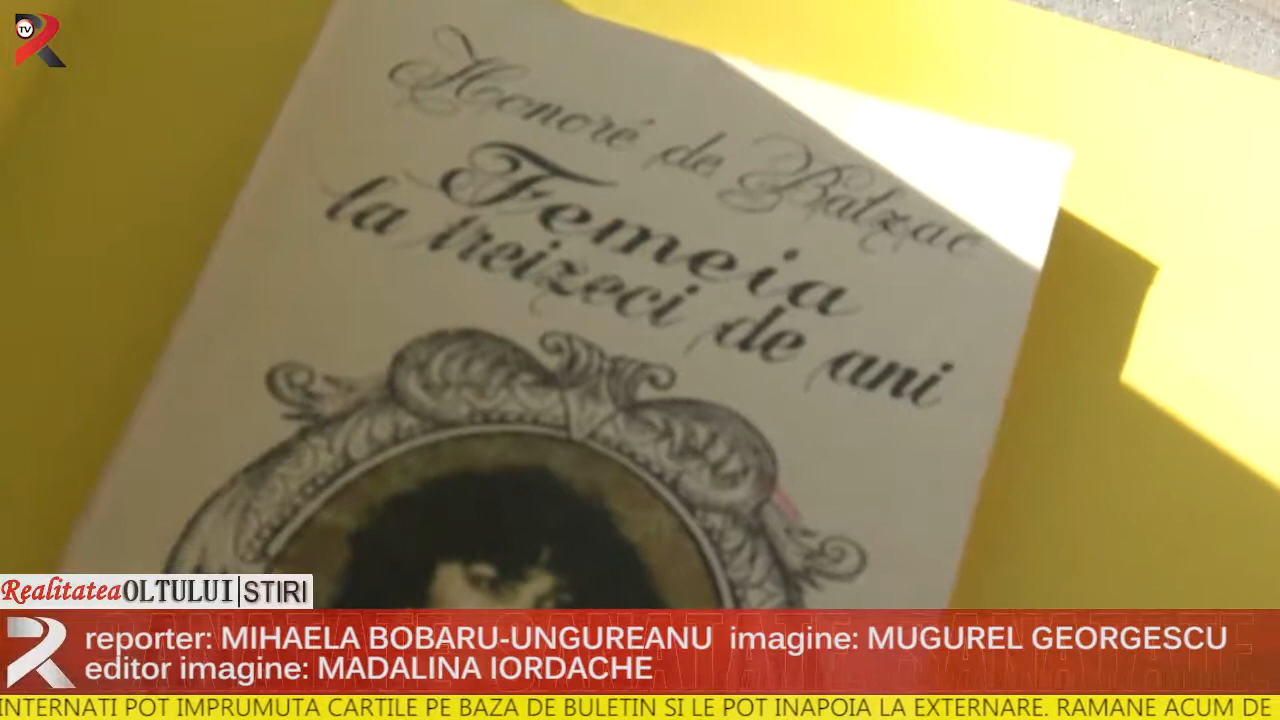 TV
Honoré de Balzac
Femeia
la treizeci de ani
RealitateaOLTULUI|STIRI
reporter: MIHAELA BOBARU-UNGUREANU imagine: MUGUREL GEORGESCU
editor imagine: MADALINA IORDACHE
INTERNATI POT IMPRUMUTA CARTILE PE BAZA DE BULETIN SI LE POT INAPOIA LA EXTERNARE. RAMANE ACUM DE